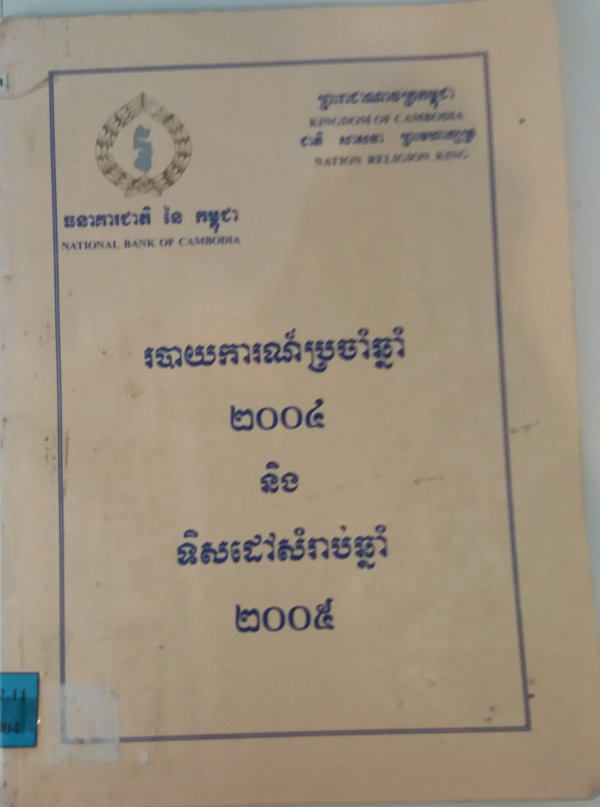 ព្រះរាជាណាចក្រកម្ពុជា
KINGDOM OF CAMBODIA
ជាតិ សាសនា ព្រះមហាក្សត្រ
NATION RELIGION KING
ធនាគារជាតិ នៃ កម្ពុជា
NATIONAL BANK OF CAMBODIA
របាយការណ៍ប្រចាំឆ្នាំ
២០០៤
និង
ទិសដៅសំរាប់ឆ្នាំ
២០០៥